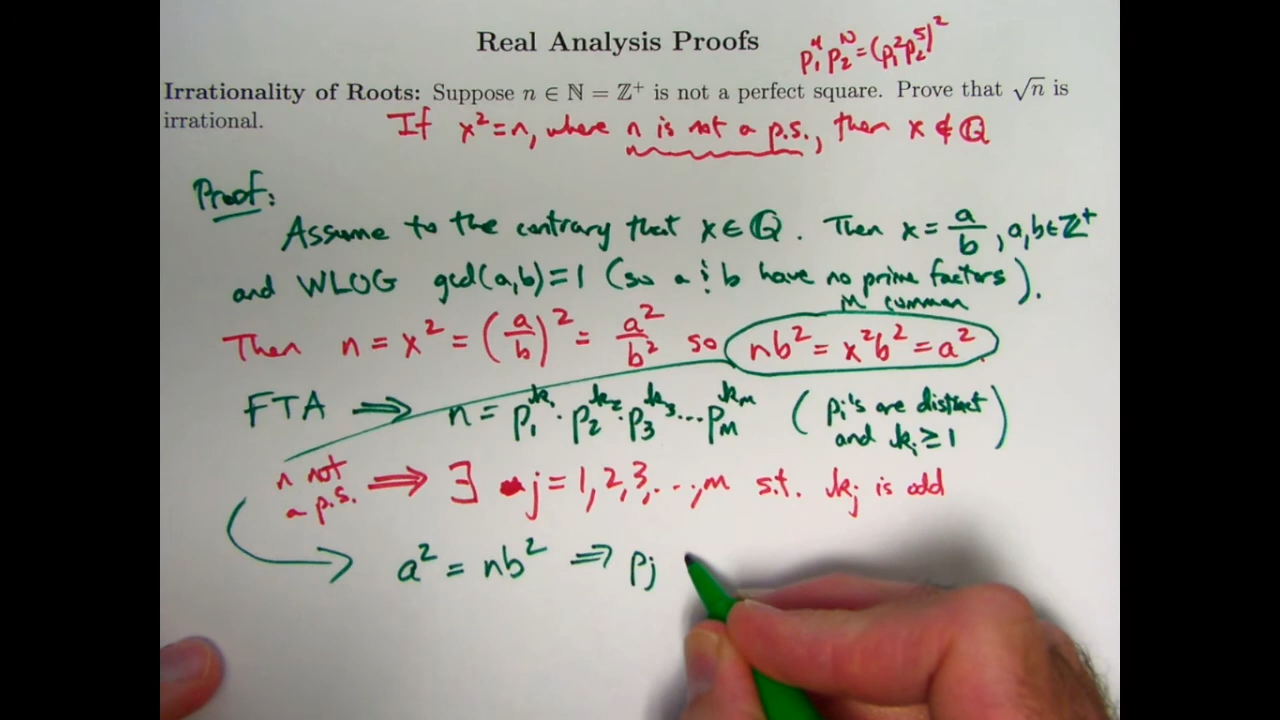 Real Analysis Proofs
p₁⁴p₂¹⁰=(p₁²p₂⁵)²
Irrationality of Roots: Suppose n ∈ ℕ = ℤ⁺ is not a perfect square. Prove that √n is
irrational.
If x²=n, where n is not a p.s., then x ∉ ℚ
Proof:
Assume to the contrary that x ∈ ℚ. Then x = a/b, a,b∈ℤ⁺
and WLOG gcd(a,b)=1 (so a & b have no prime factors in common).
Then n = x² = (a/b)² = a²/b² so nb² = x²b² = a².
FTA ⟹ n = p₁^k₁ · p₂^k₂ · p₃^k₃ ... p_m^k_m (pᵢ's are distinct and kᵢ ≥ 1)
n not a p.s. ⟹ ∃ j = 1,2,3,...,m s.t. kⱼ is odd
a² = nb² ⟹ pⱼ